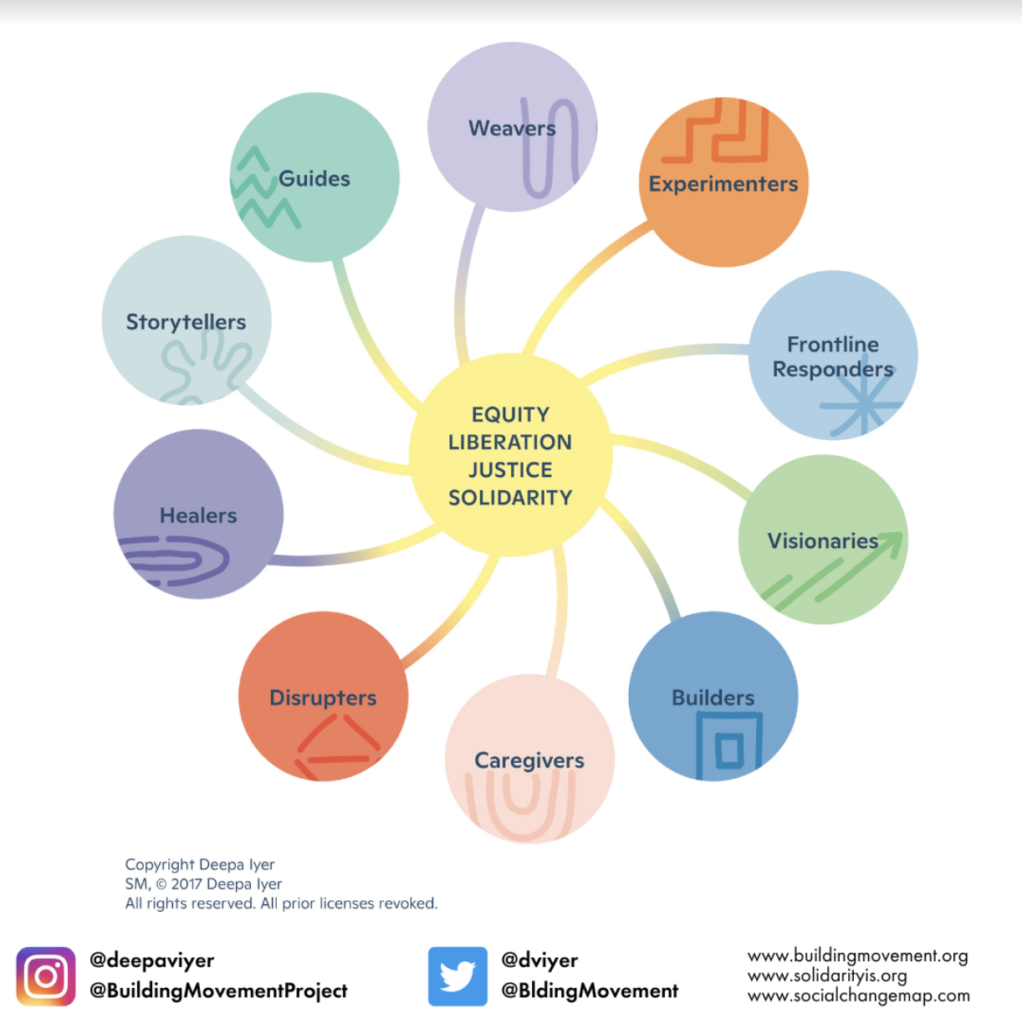 Weavers
Experimenters
Guides
Storytellers
Frontline
Responders
EQUITY
LIBERATION
JUSTICE
SOLIDARITY
Healers
Visionaries
Disrupters
Builders
Caregivers
Copyright Deepa Iyer
SM, © 2017 Deepa Iyer
All rights reserved. All prior licenses revoked.
@deepaviyer
@BuildingMovementProject
@dviyer
@BldingMovement
www.buildingmovement.org
www.solidarityis.org
www.socialchangemap.com